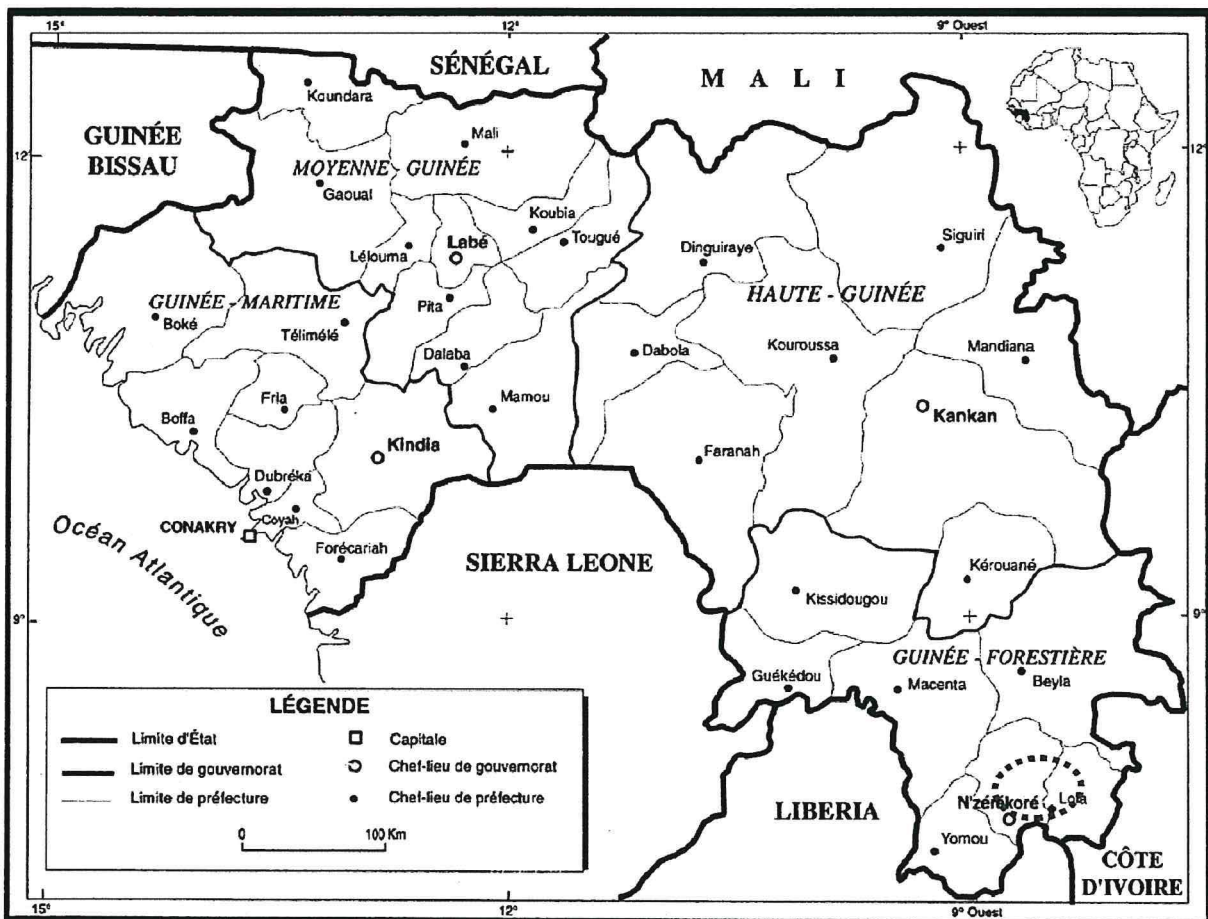 15°
12°
9° Ouest
SÉNÉGAL
M A L I
Koundara
GUINÉE
BISSAU
Mali
12°
12°
MOYENNE - GUINÉE
Gaoual
Koubia
Labé
Tougué
Lélouma
Siguiri
Dinguiraye
GUINÉE - MARITIME
HAUTE - GUINÉE
Pita
Boké
Télimélé
Dalaba
Dabola
Kouroussa
Mandiana
Fria
Mamou
Kankan
Boffa
Kindia
Faranah
Dubréka
Coyah
CONAKRY
Océan Atlantique
Forécariah
SIERRA LEONE
Kérouané
Kissidougou
9°
9°
GUINÉE - FORESTIÈRE
Guékédou
Macenta
Beyla
LÉGENDE
Limite d'État
Capitale
Limite de gouvernorat
Chef-lieu de gouvernorat
Limite de préfecture
Chef-lieu de préfecture
0
100 Km
N'zérékoré
Lola
LIBERIA
Yomou
CÔTE
D'IVOIRE
15°
12°
9° Ouest